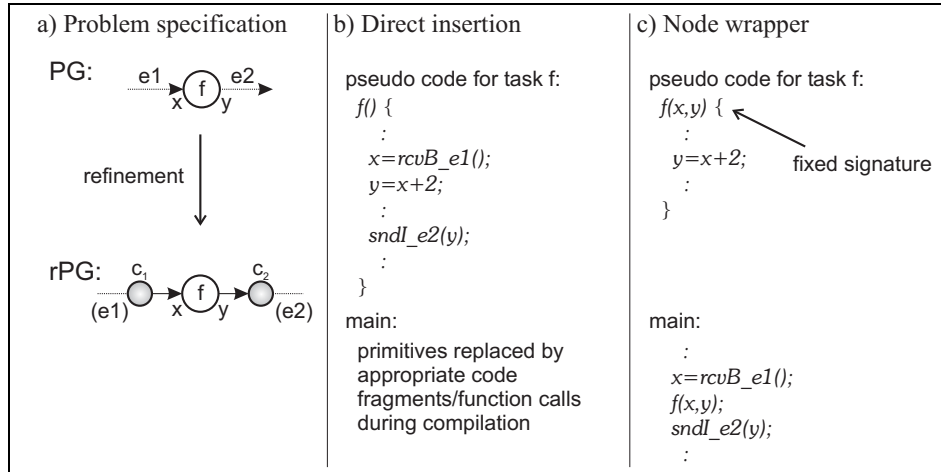 a) Problem specification
PG:
e1
e2
f
x
y
refinement
rPG:
c1
c2
f
(e1)
x
y
(e2)
b) Direct insertion
pseudo code for task f:
f() {
:
x=rcvB_e1();
y=x+2;
:
sndI_e2(y);
:
}
main:
primitives replaced by
appropriate code
fragments/function calls
during compilation
c) Node wrapper
pseudo code for task f:
f(x,y) {
:
y=x+2;
:
}
fixed signature
main:
:
x=rcvB_e1();
f(x,y);
sndI_e2(y);
: